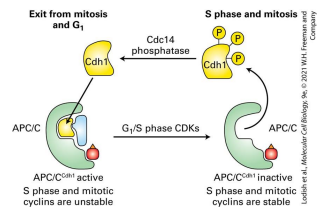 Exit from mitosis
and G1
S phase and mitosis
Cdc14
phosphatase
Cdh1
P
P
P
Cdh1
APC/C
G1/S phase CDKs
APC/C
APC/CCdh1 active
S phase and mitotic
cyclins are unstable
APC/CCdh1 inactive
S phase and mitotic
cyclins are stable
Lodish et al., Molecular Cell Biology, 9e, © 2021 W.H. Freeman and
Company